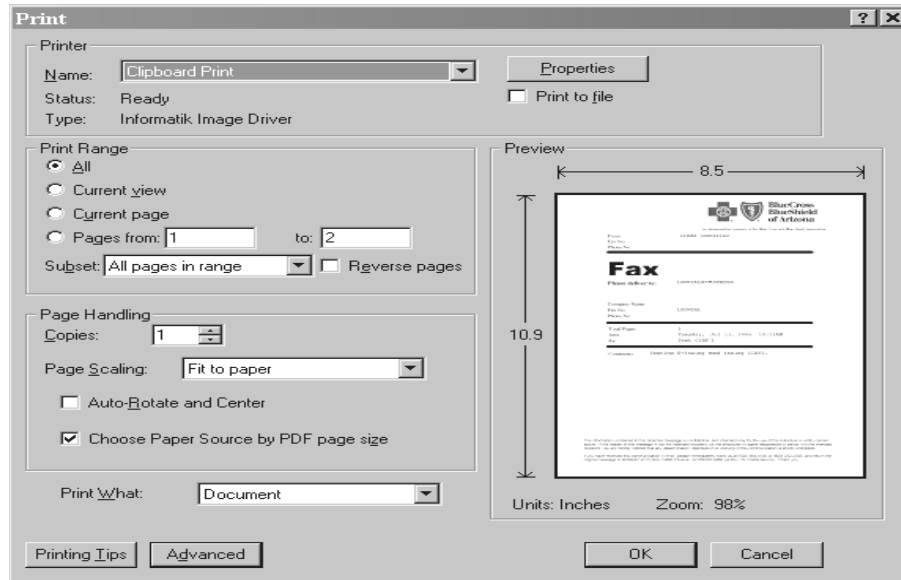 Print
Printer
Name: Clipboard Print
Properties
Status: Ready
Print to file
Type: Informatik Image Driver
Print Range
All
Current view
Current page
Pages from: 1 to: 2
Subset: All pages in range
Reverse pages
Page Handling
Copies: 1
Page Scaling: Fit to paper
Auto-Rotate and Center
Choose Paper Source by PDF page size
Print What: Document
Preview
8.5
10.9
BlueCross
BlueShield
of Arizona
Fax
Please deliver to:
Units: Inches Zoom: 98%
Printing Tips
Advanced
OK
Cancel